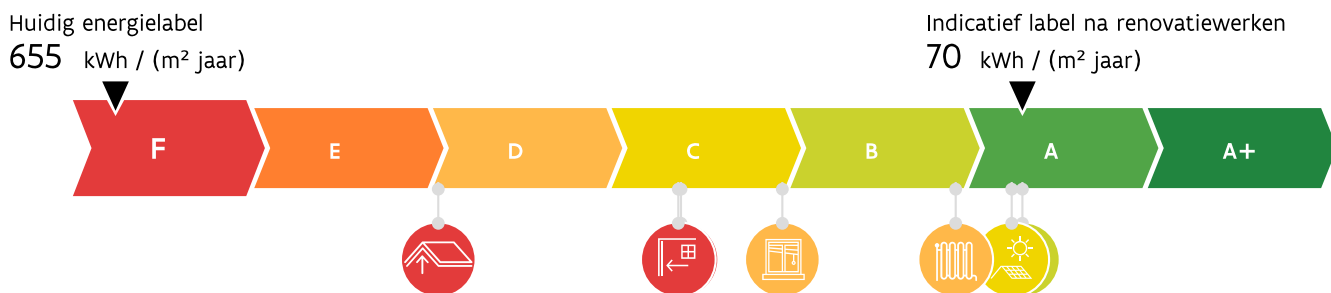 Huidig energielabel
655 kWh / (m² jaar)
Indicatief label na renovatiewerken
70 kWh / (m² jaar)
F E D C B A A+